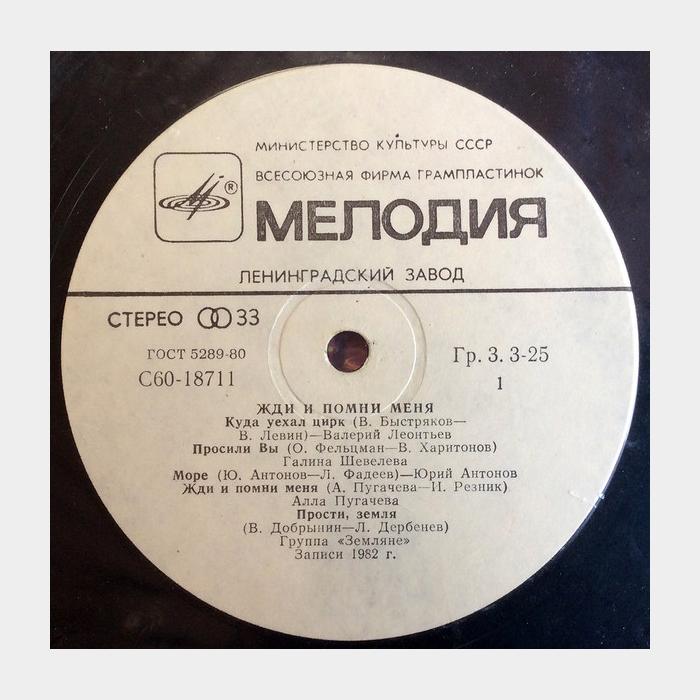 МИНИСТЕРСТВО КУЛЬТУРЫ СССР
ВСЕСОЮЗНАЯ ФИРМА ГРАМПЛАСТИНОК
®
МЕЛОДИЯ
ЛЕНИНГРАДСКИЙ ЗАВОД
СТЕРЕО 33
ГОСТ 5289-80
Гр. 3. 3-25
С60-18711
1
ЖДИ И ПОМНИ МЕНЯ
Куда уехал цирк (В. Быстряков—
В. Левин)—Валерий Леонтьев
Просили Вы (О. Фельцман—В. Харитонов)
Галина Шевелева
Море (Ю. Антонов—Л. Фадеев)—Юрий Антонов
Жди и помни меня (А. Пугачева—И. Резник)
Алла Пугачева
Прости, земля
(В. Добрынин—Л. Дербенев)
Группа «Земляне»
Записи 1982 г.